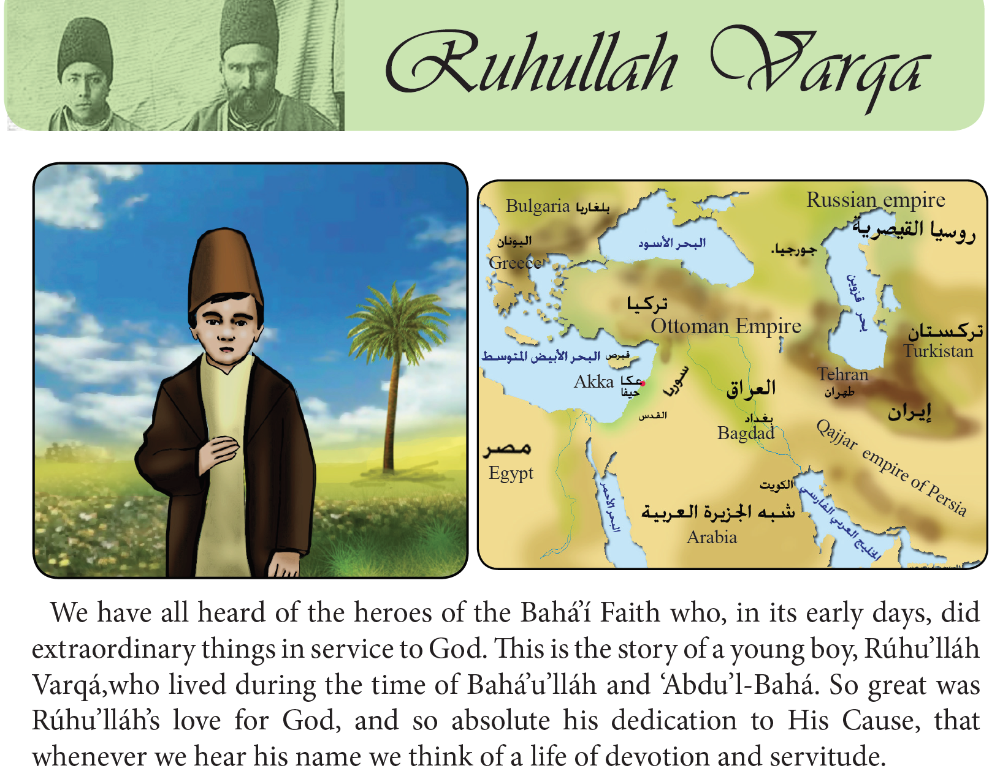 Ruhullah Varqa
Bulgaria بلغاريا
Russian empire
روسيا القيصرية
اليونان
Greece
البحر الأسود
جورجيا.
بحر قزوين
تركيا
Ottoman Empire
تركستان
Turkistan
البحر الأبيض المتوسط
قبرص
Akka عكا
حيفا
سوريا
العراق
Tehran
طهران
إيران
القدس
بغداد
Bagdad
Qajjar empire of Persia
مصر
Egypt
البحر الأحمر
الكويت
شبه الجزيرة العربية
Arabia
الخليج العربي الفارسي
We have all heard of the heroes of the Bahá’í Faith who, in its early days, did
extraordinary things in service to God. This is the story of a young boy, Rúhu’lláh
Varqá,who lived during the time of Bahá’u’lláh and ‘Abdu’l-Bahá. So great was
Rúhu’lláh’s love for God, and so absolute his dedication to His Cause, that
whenever we hear his name we think of a life of devotion and servitude.